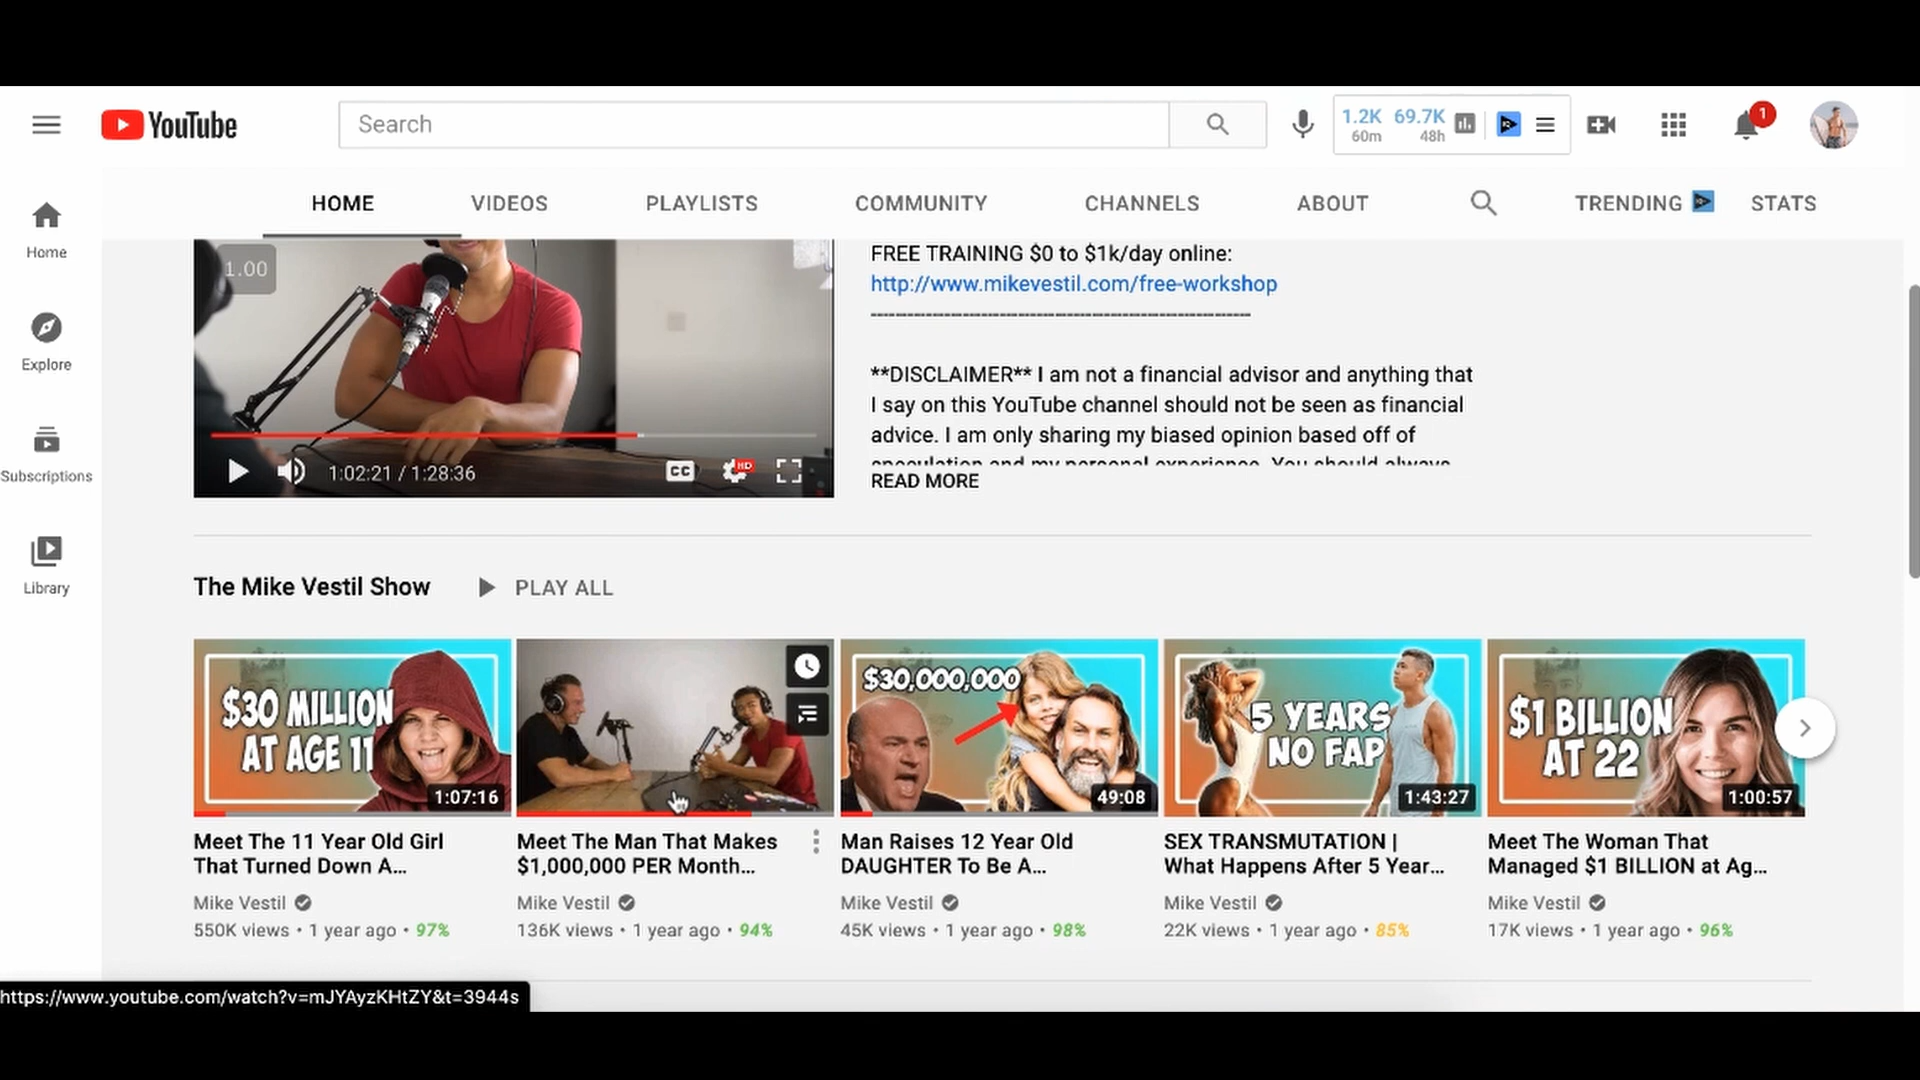 YouTube
Search
1.2K 69.7K
60m 48h
1
HOME VIDEOS PLAYLISTS COMMUNITY CHANNELS ABOUT TRENDING STATS
Home
Explore
Subscriptions
Library
1.00
1:02:21 / 1:28:36
CC
HD
FREE TRAINING $0 to $1k/day online:
http://www.mikevestil.com/free-workshop
------------------------------------------------------
**DISCLAIMER** I am not a financial advisor and anything that
I say on this YouTube channel should not be seen as financial
advice. I am only sharing my biased opinion based off of
speculation and my personal experience. You should always
READ MORE
The Mike Vestil Show PLAY ALL
$30 MILLION
AT AGE 11
1:07:16
Meet The 11 Year Old Girl
That Turned Down A...
Mike Vestil
550K views • 1 year ago • 97%
Meet The Man That Makes
$1,000,000 PER Month...
Mike Vestil
136K views • 1 year ago • 94%
$30,000,000
49:08
Man Raises 12 Year Old
DAUGHTER To Be A...
Mike Vestil
45K views • 1 year ago • 98%
5 YEARS
NO FAP
1:43:27
SEX TRANSMUTATION |
What Happens After 5 Year...
Mike Vestil
22K views • 1 year ago • 85%
$1 BILLION
AT 22
1:00:57
Meet The Woman That
Managed $1 BILLION at Ag...
Mike Vestil
17K views • 1 year ago • 96%
https://www.youtube.com/watch?v=mJYAyzKHtZY&t=3944s